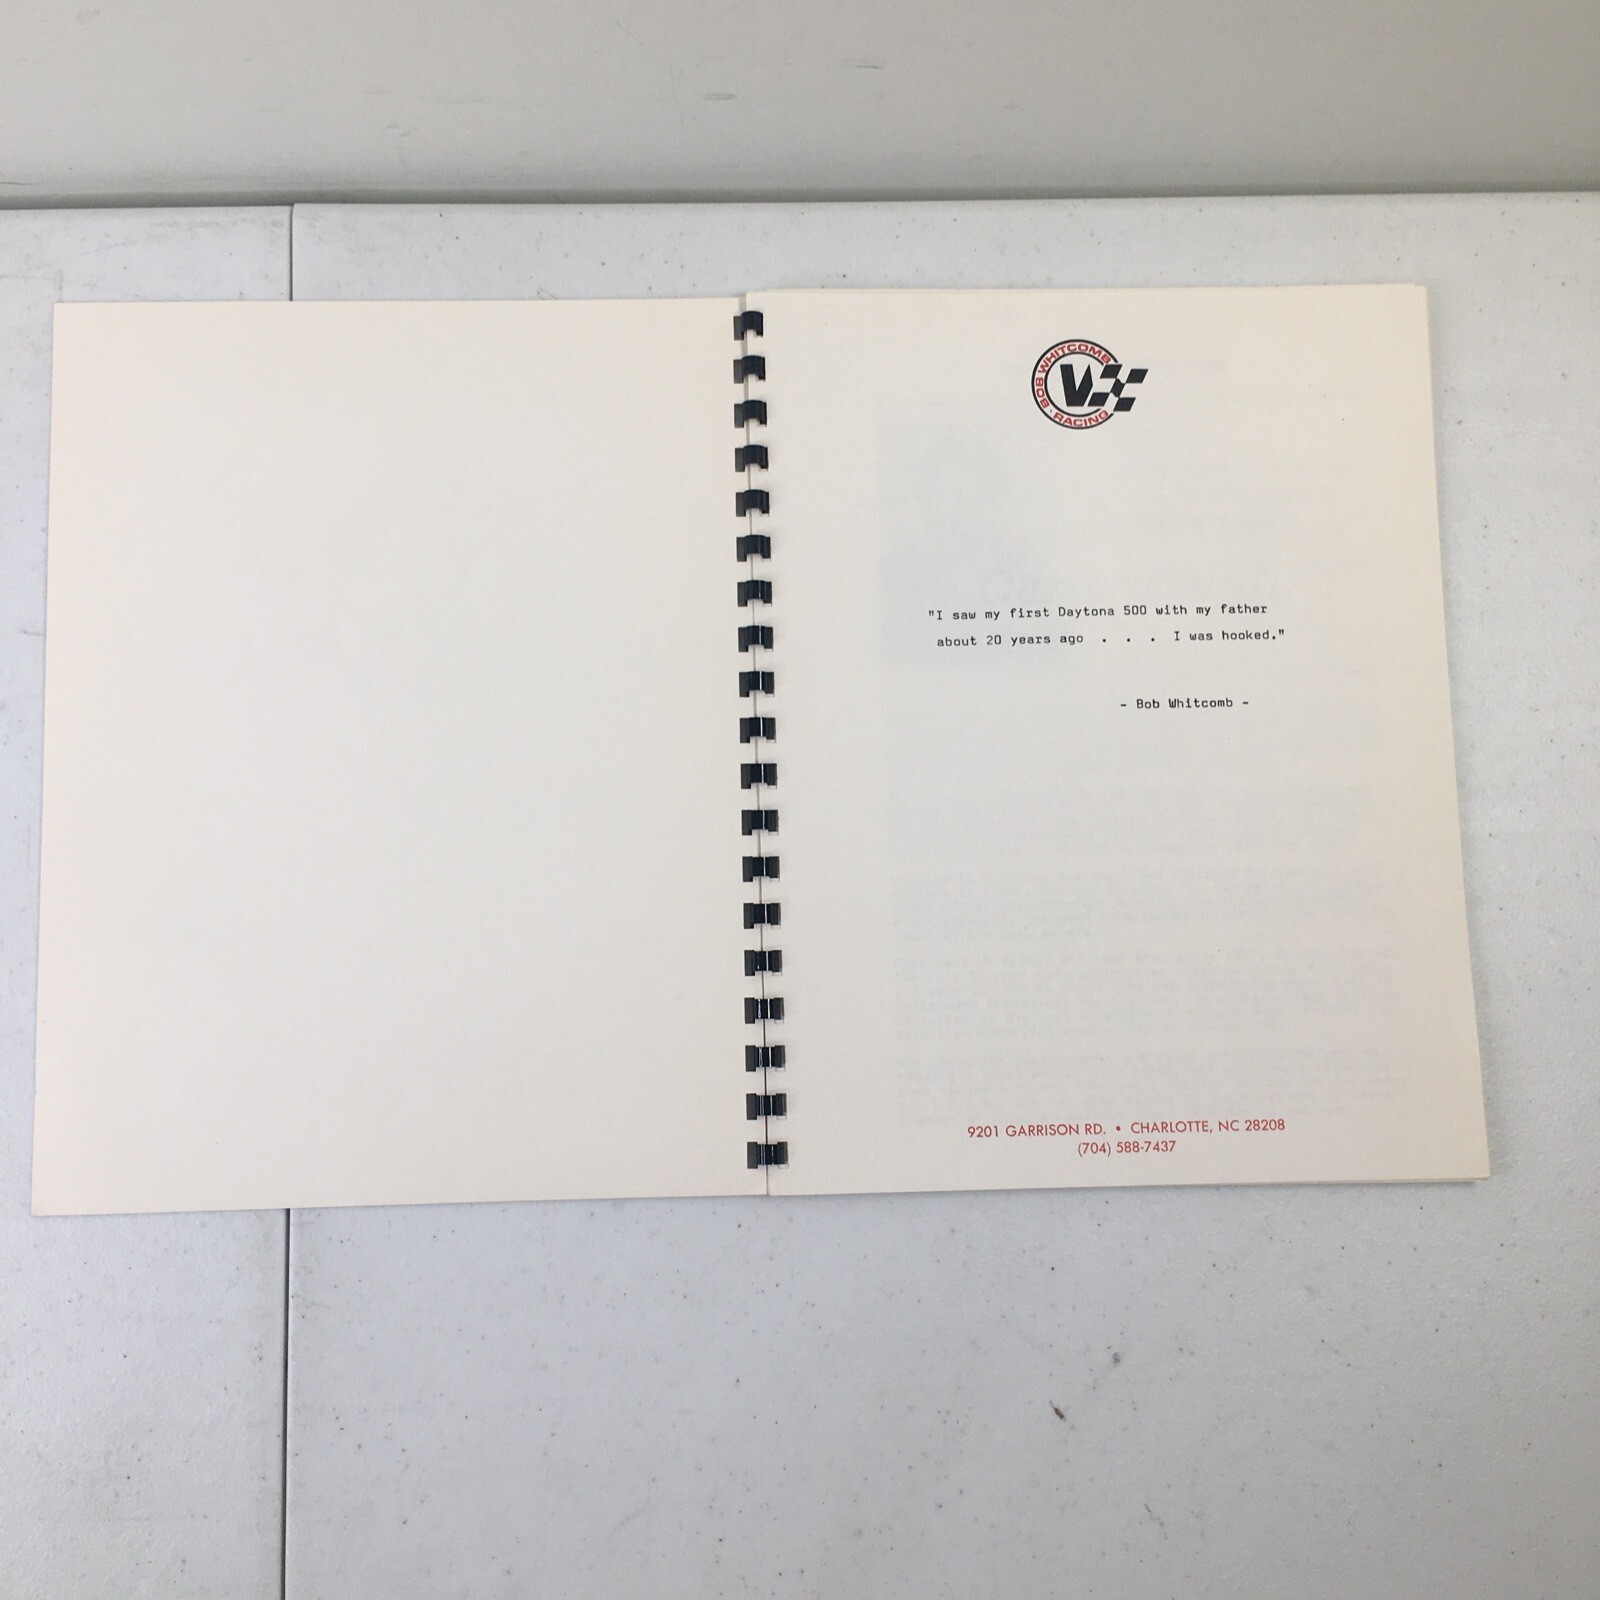 BOB WHITCOMB
W
RACING
"I saw my first Daytona 500 with my father
about 20 years ago . . . I was hooked."
- Bob Whitcomb -
9201 GARRISON RD. • CHARLOTTE, NC 28208
(704) 588-7437